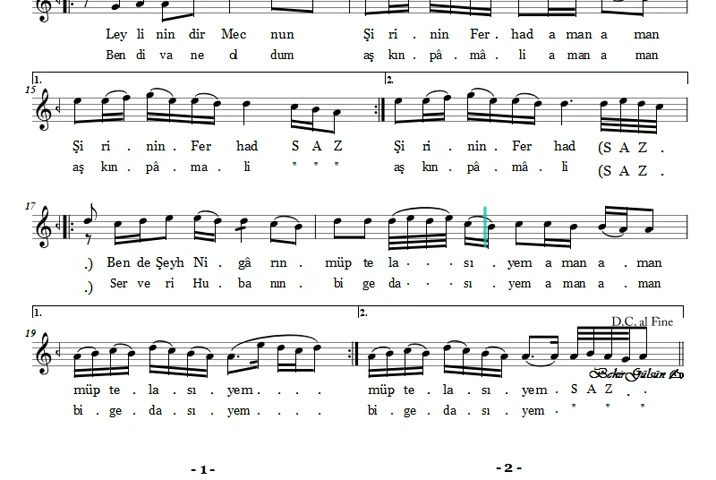 Ley li nin dir Mec nun Şi ri . nin Fer . had a man a man
Ben di va ne ol dum aş kın . pâ . mâ . li a man a man
1. 2.
15
Şi ri . nin . Fer had S A Z Şi ri . nin . Fer had (S A Z .
aş kın . pâ . ma . li " " " aş kın . pâ . mâ . li (S A Z .
17
.) Ben de Şeyh Ni . gâ rın . müp te la . . . sı . yem a man a . man
.) Ser ve ri Hu . ba nın . bi ge da . . . sı . yem a man a . man
1. 2. D.C. al Fine
19
Bekir Gülsün
müp te . la . sı . yem . . . . müp te . la . sı . yem . S A Z . .
bi . ge . da . sı . yem . . . . bi . ge . da . sı . yem . " " "
- 1 - - 2 -